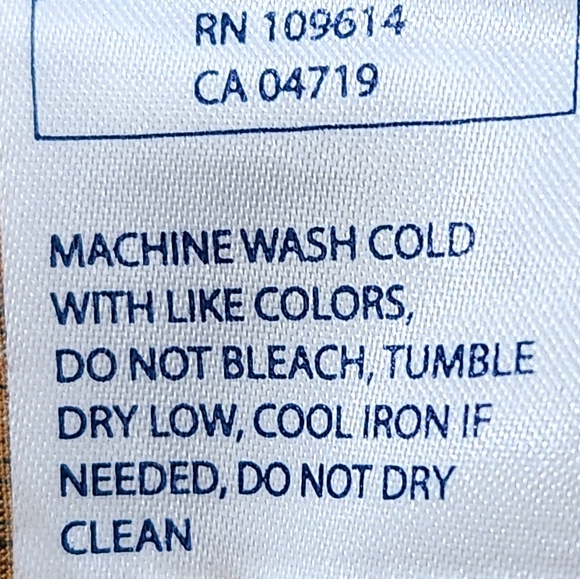 RN 109614
CA 04719
MACHINE WASH COLD
WITH LIKE COLORS,
DO NOT BLEACH, TUMBLE
DRY LOW, COOL IRON IF
NEEDED, DO NOT DRY
CLEAN